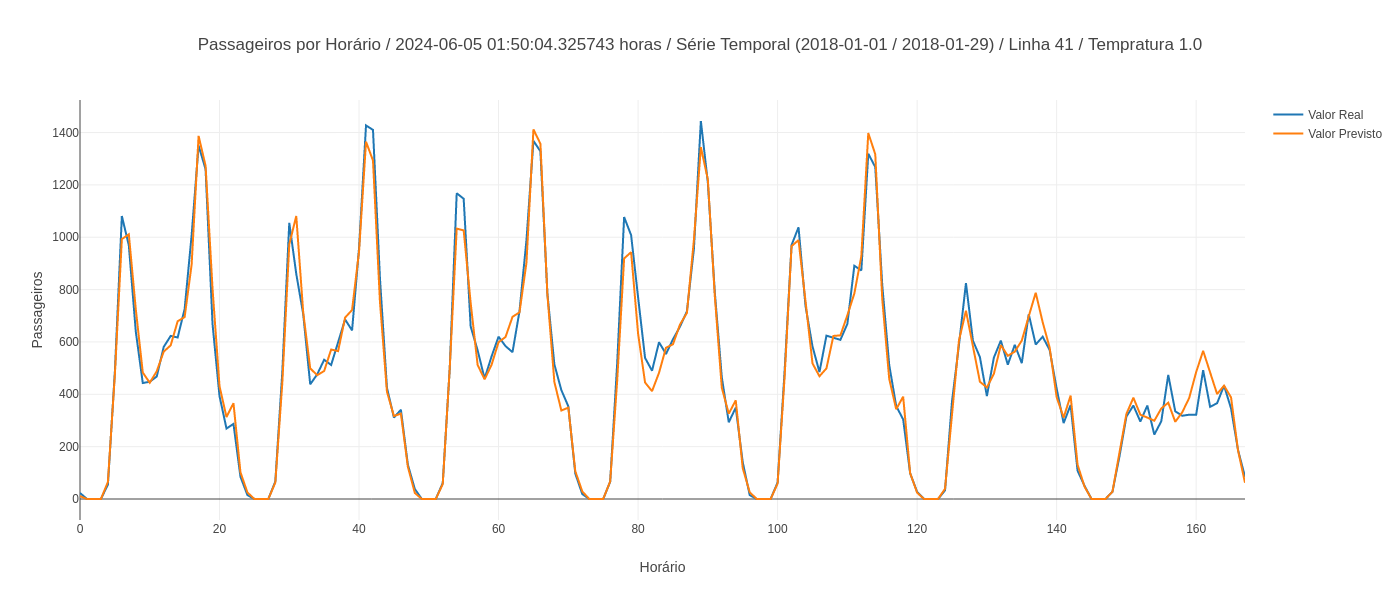 Passageiros por Horário / 2024-06-05 01:50:04.325743 horas / Série Temporal (2018-01-01 / 2018-01-29) / Linha 41 / Tempratura 1.0
Valor Real
Valor Previsto
1400
1200
1000
800
600
400
200
0
Passageiros
0 20 40 60 80 100 120 140 160
Horário